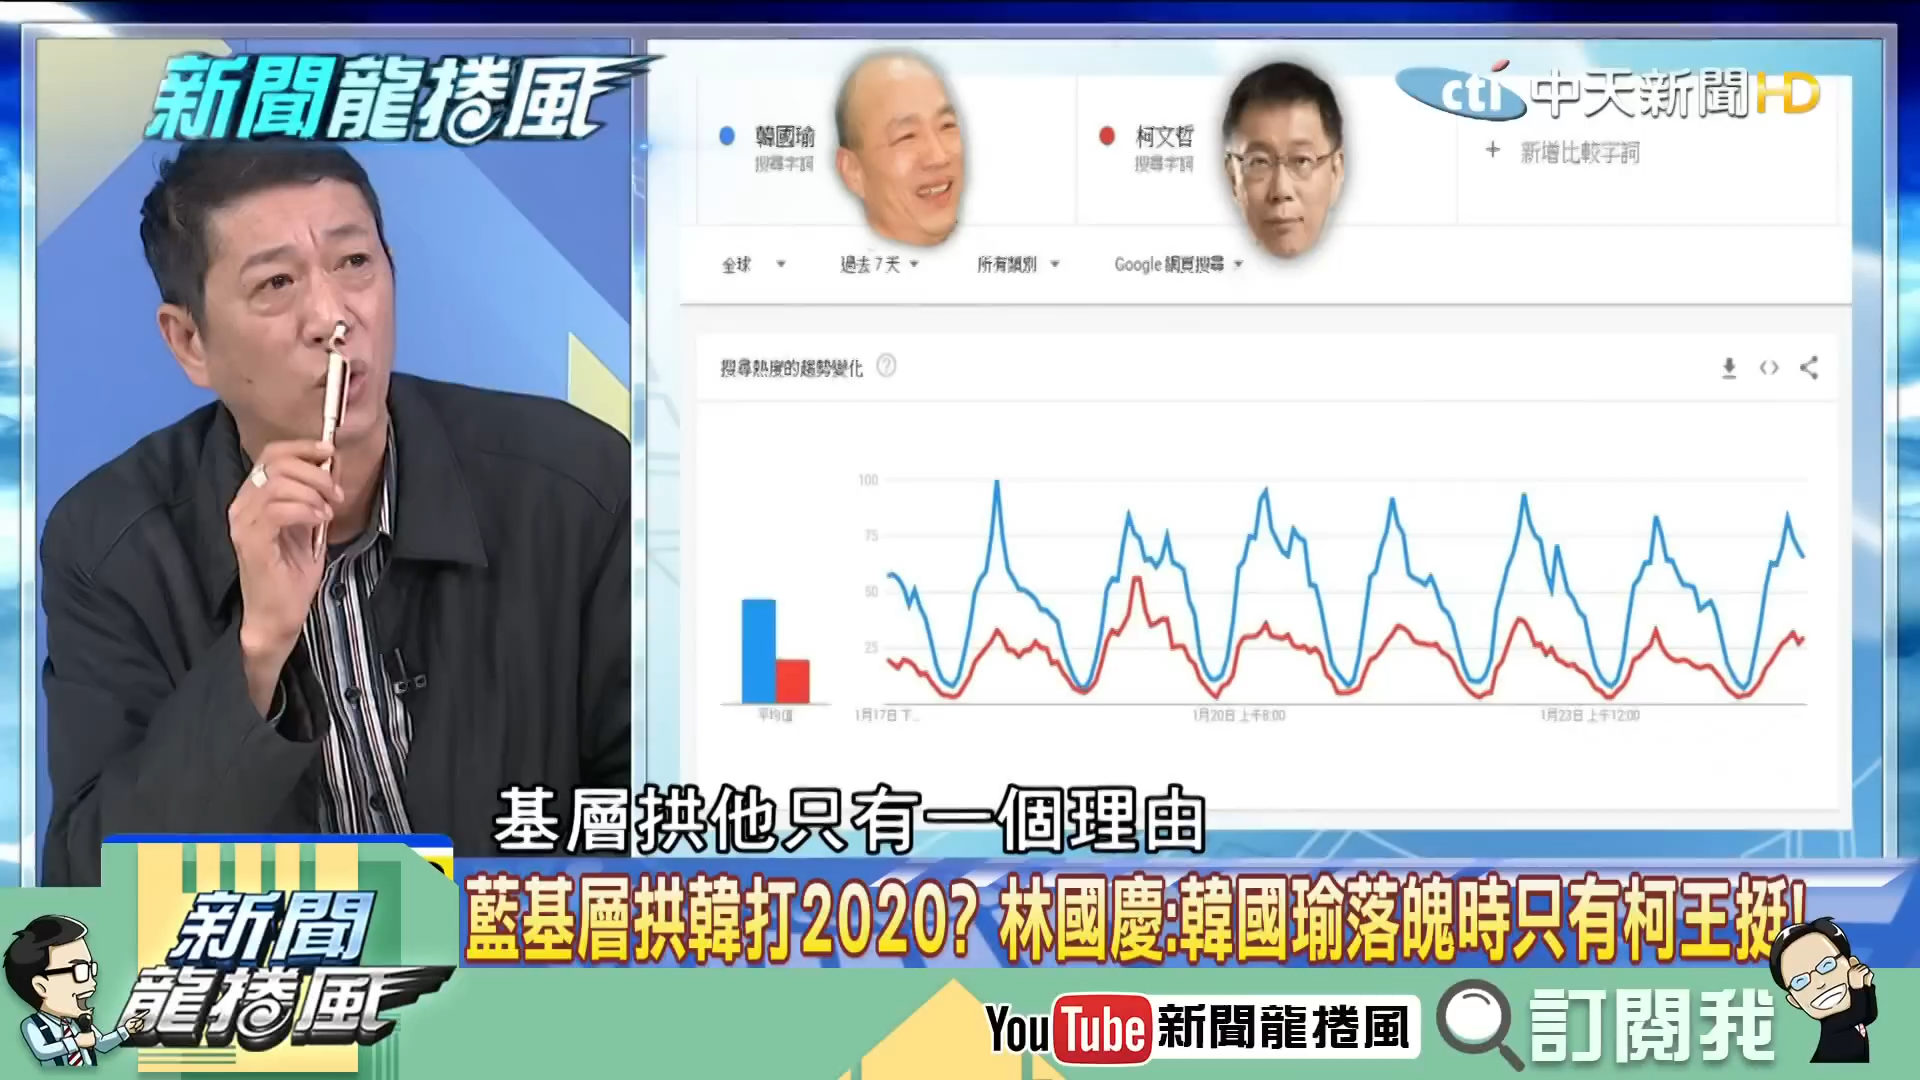 新聞龍捲風
cti 中天新聞HD
韓國瑜
搜尋字詞
柯文哲
搜尋字詞
+ 新增比較字詞
全球
過去 7 天
所有類別
Google 網頁搜尋
搜尋熱度的趨勢變化
100
75
50
25
平均值
1月17日 下...
1月20日 上午8:00
1月23日 上午12:00
基層拱他只有一個理由
藍基層拱韓打2020? 林國慶:韓國瑜落魄時只有柯王挺!
新聞
龍捲風
YouTube 新聞龍捲風
訂閱我